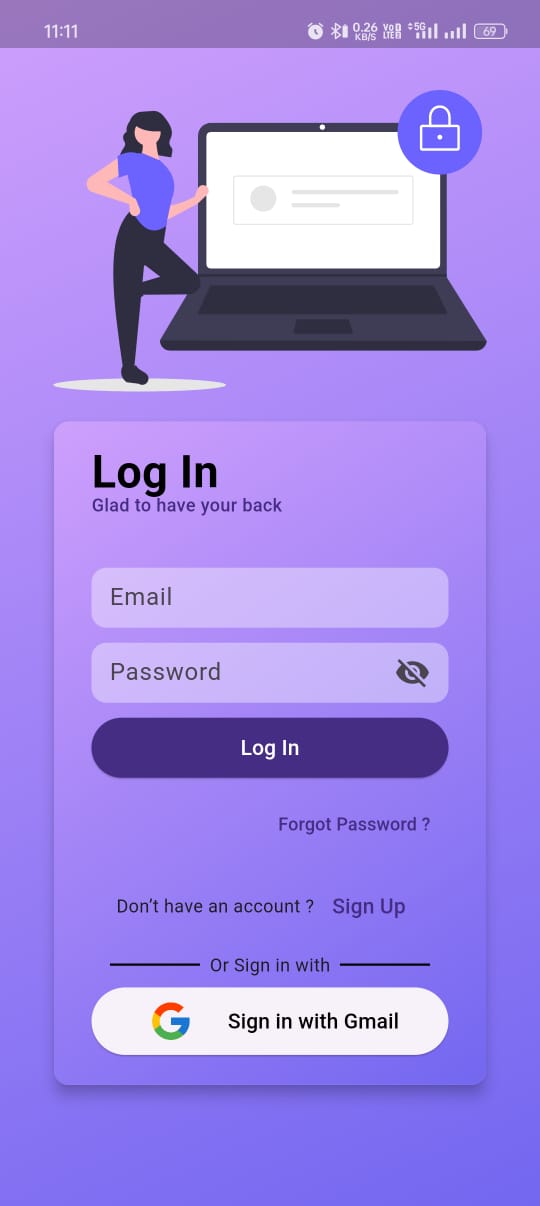 11:11 0.26 KB/S Vo LTE 5G 69
Log In
Glad to have your back
Email
Password
Log In
Forgot Password ?
Don’t have an account ? Sign Up
Or Sign in with
Sign in with Gmail